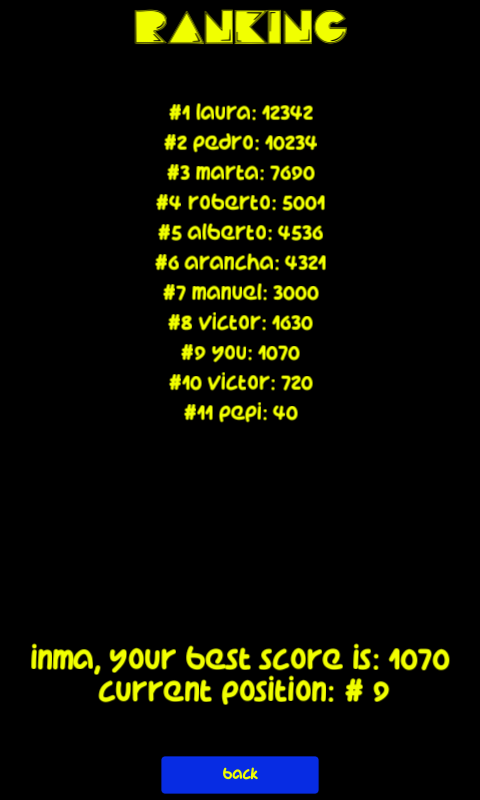 RANKING
#1 laura: 12342
#2 pedro: 10234
#3 marta: 7690
#4 roberto: 5001
#5 alberto: 4536
#6 arancha: 4321
#7 manuel: 3000
#8 victor: 1630
#9 you: 1070
#10 victor: 720
#11 pepi: 40
inma, your best score is: 1070
current position: # 9
back